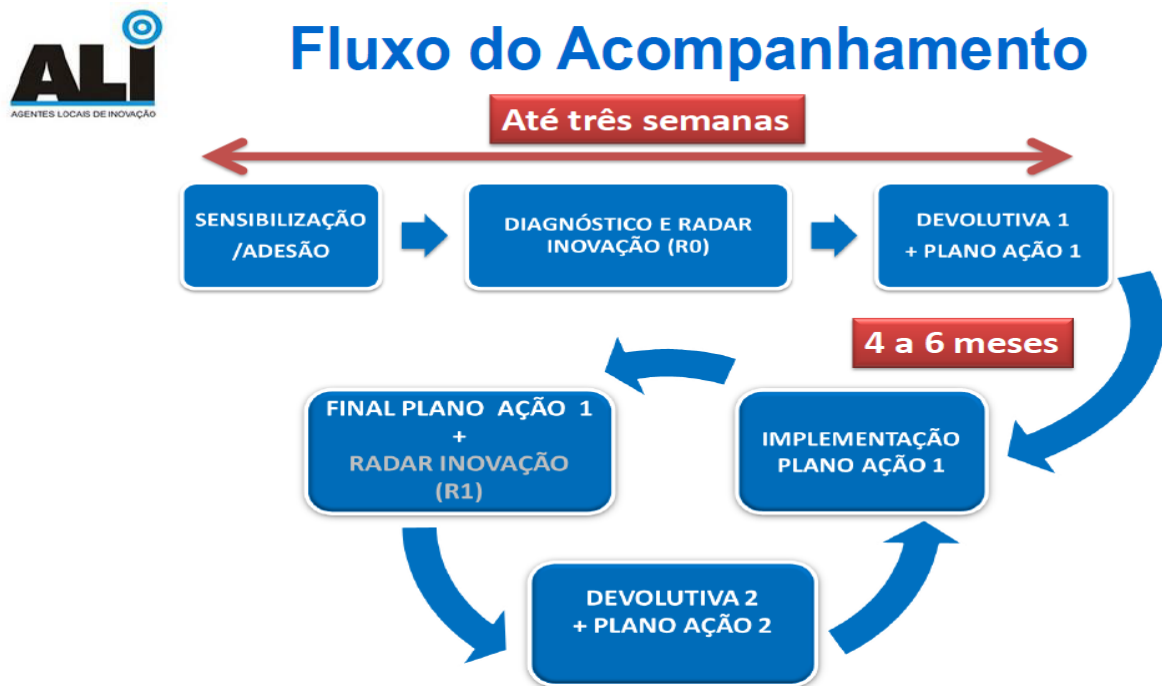 ALI
AGENTES LOCAIS DE INOVAÇÃO
Fluxo do Acompanhamento
Até três semanas
SENSIBILIZAÇÃO
/ADESÃO
DIAGNÓSTICO E RADAR
INOVAÇÃO (R0)
DEVOLUTIVA 1
+ PLANO AÇÃO 1
4 a 6 meses
FINAL PLANO AÇÃO 1
+
RADAR INOVAÇÃO
(R1)
IMPLEMENTAÇÃO
PLANO AÇÃO 1
DEVOLUTIVA 2
+ PLANO AÇÃO 2